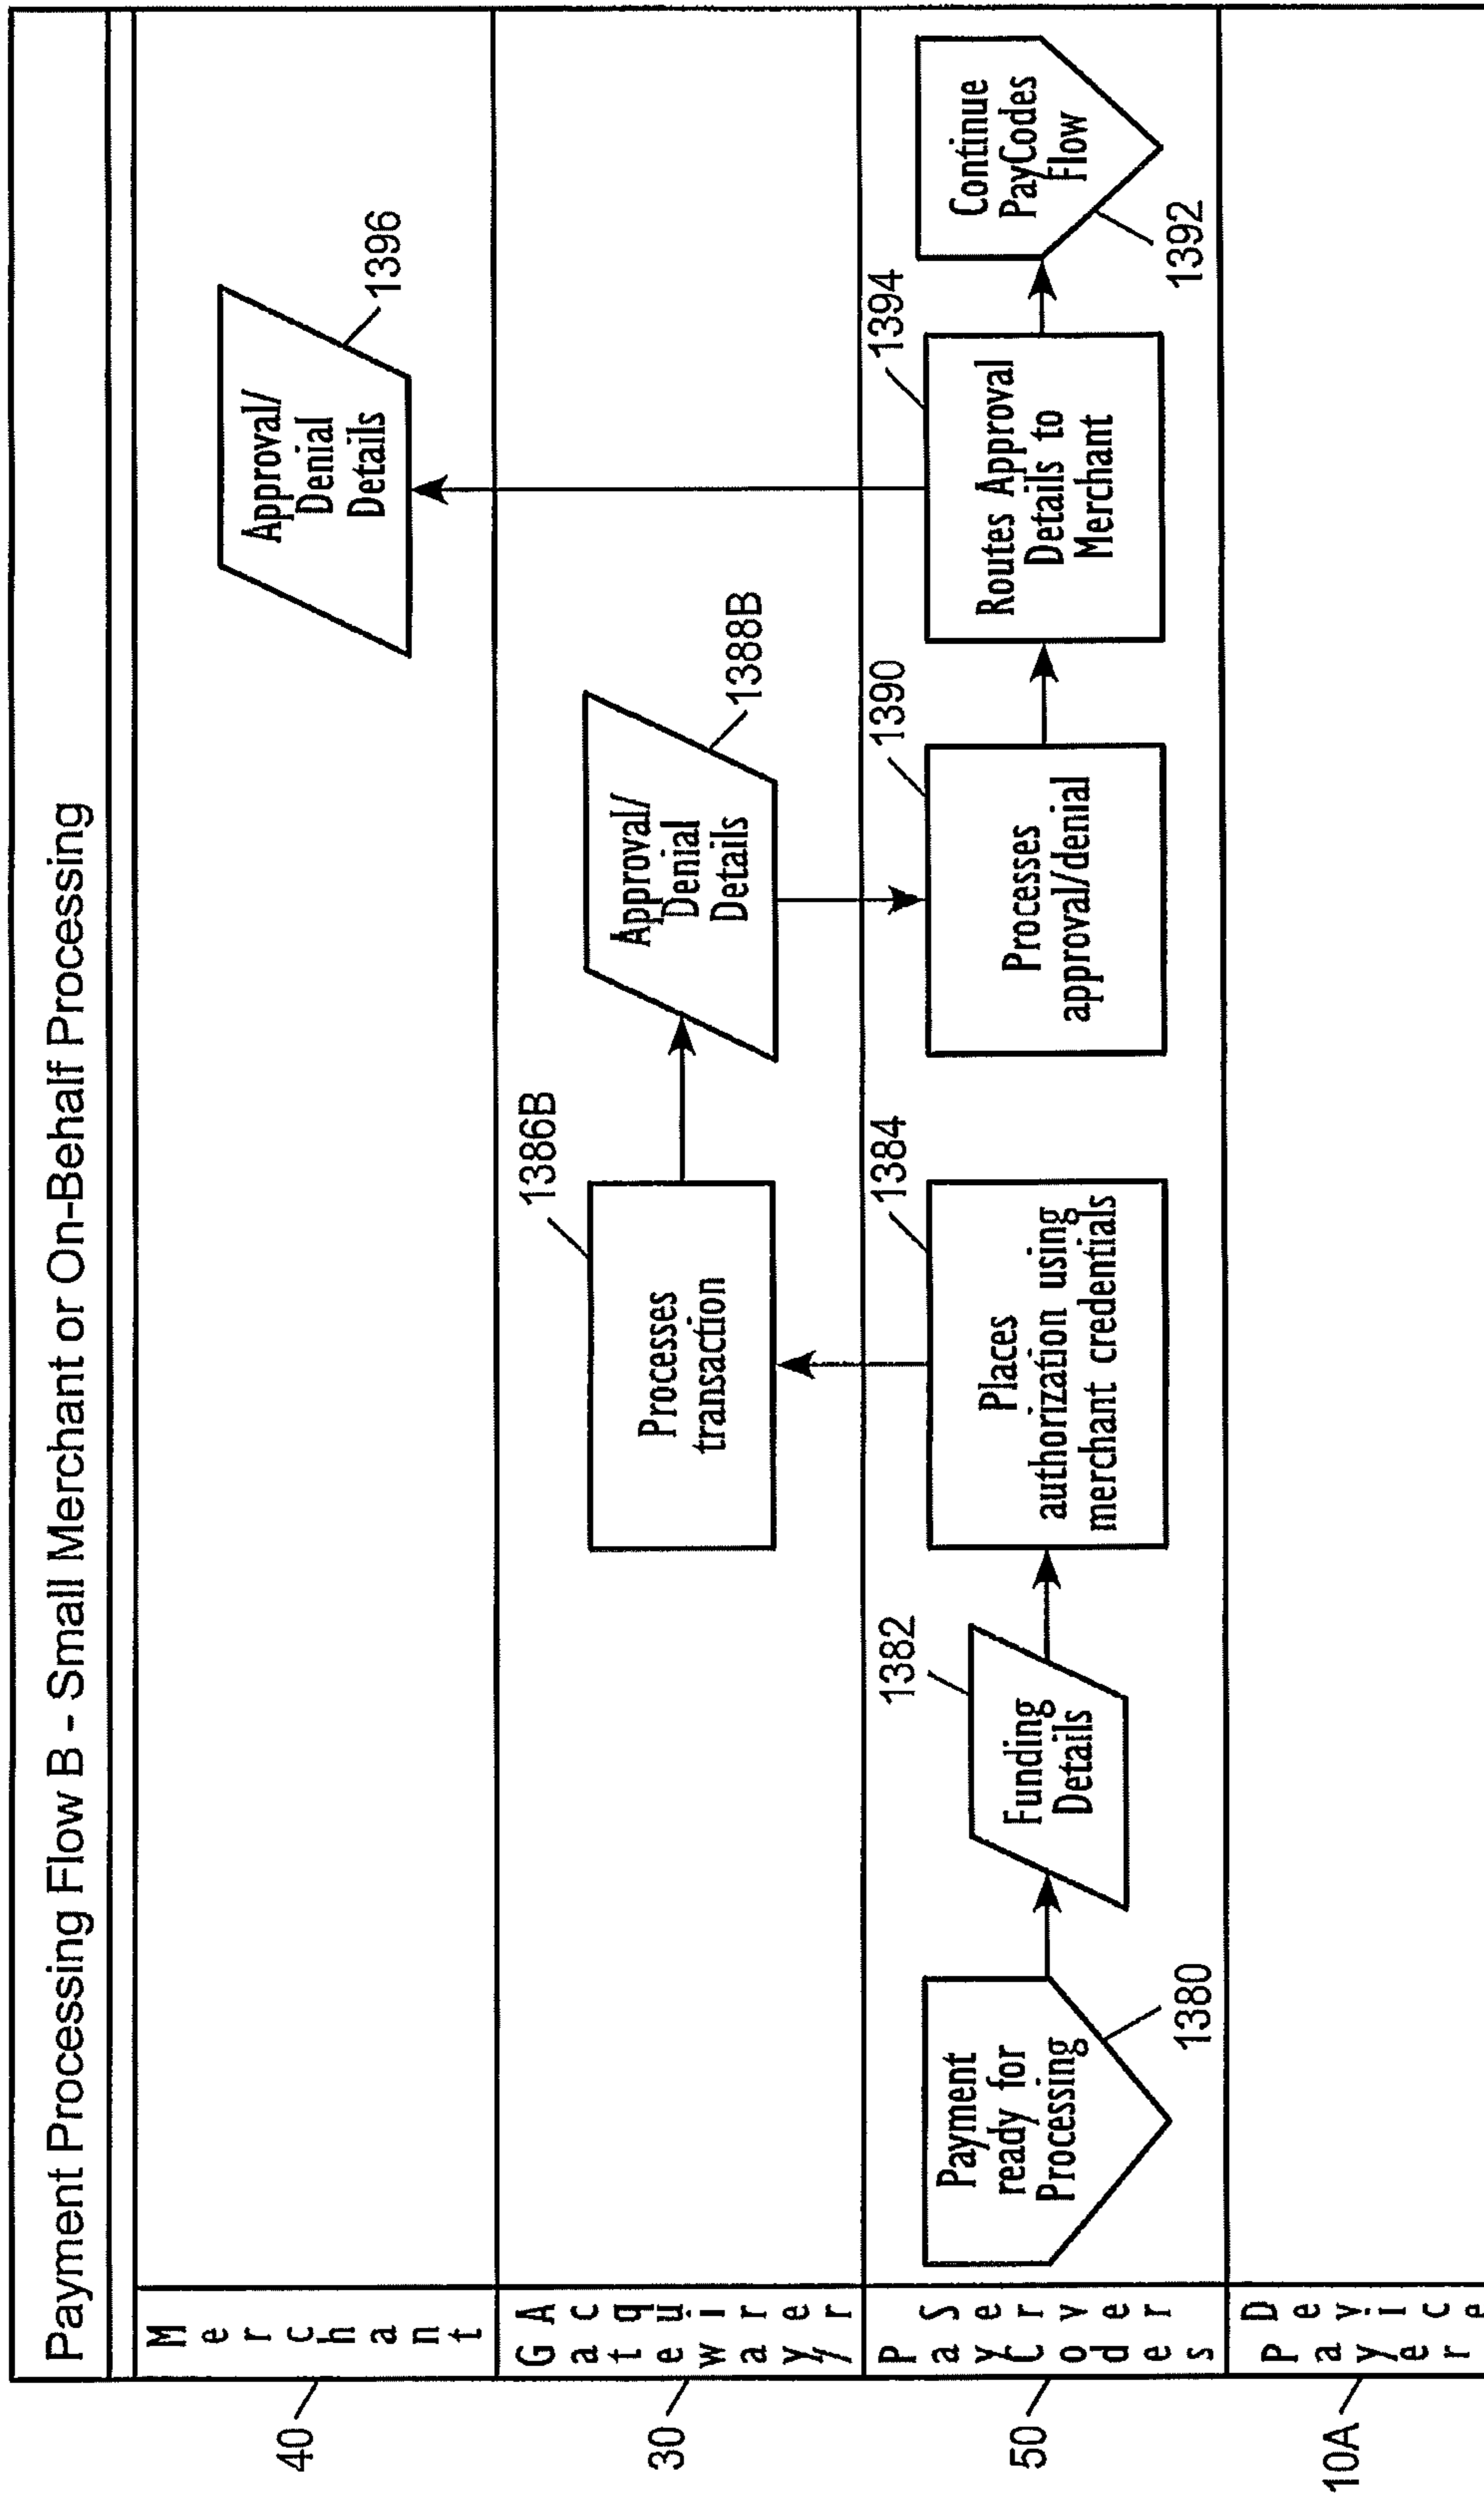 Payment Processing Flow B - Small Merchant or On-Behalf Processing
40
Merchant
1396
Approval/
Denial
Details
30
Gateway/
Acquirer
1386B
Processes
transaction
1388B
Approval/
Denial
Details
50
PayCodes
Server
1380
Payment
ready for
Processing
1382
Funding
Details
1384
Places
authorization using
merchant credentials
1390
Processes
approval/denial
1394
Routes Approval
Details to
Merchant
1392
Continue
PayCodes
Flow
10A
Payer
Device